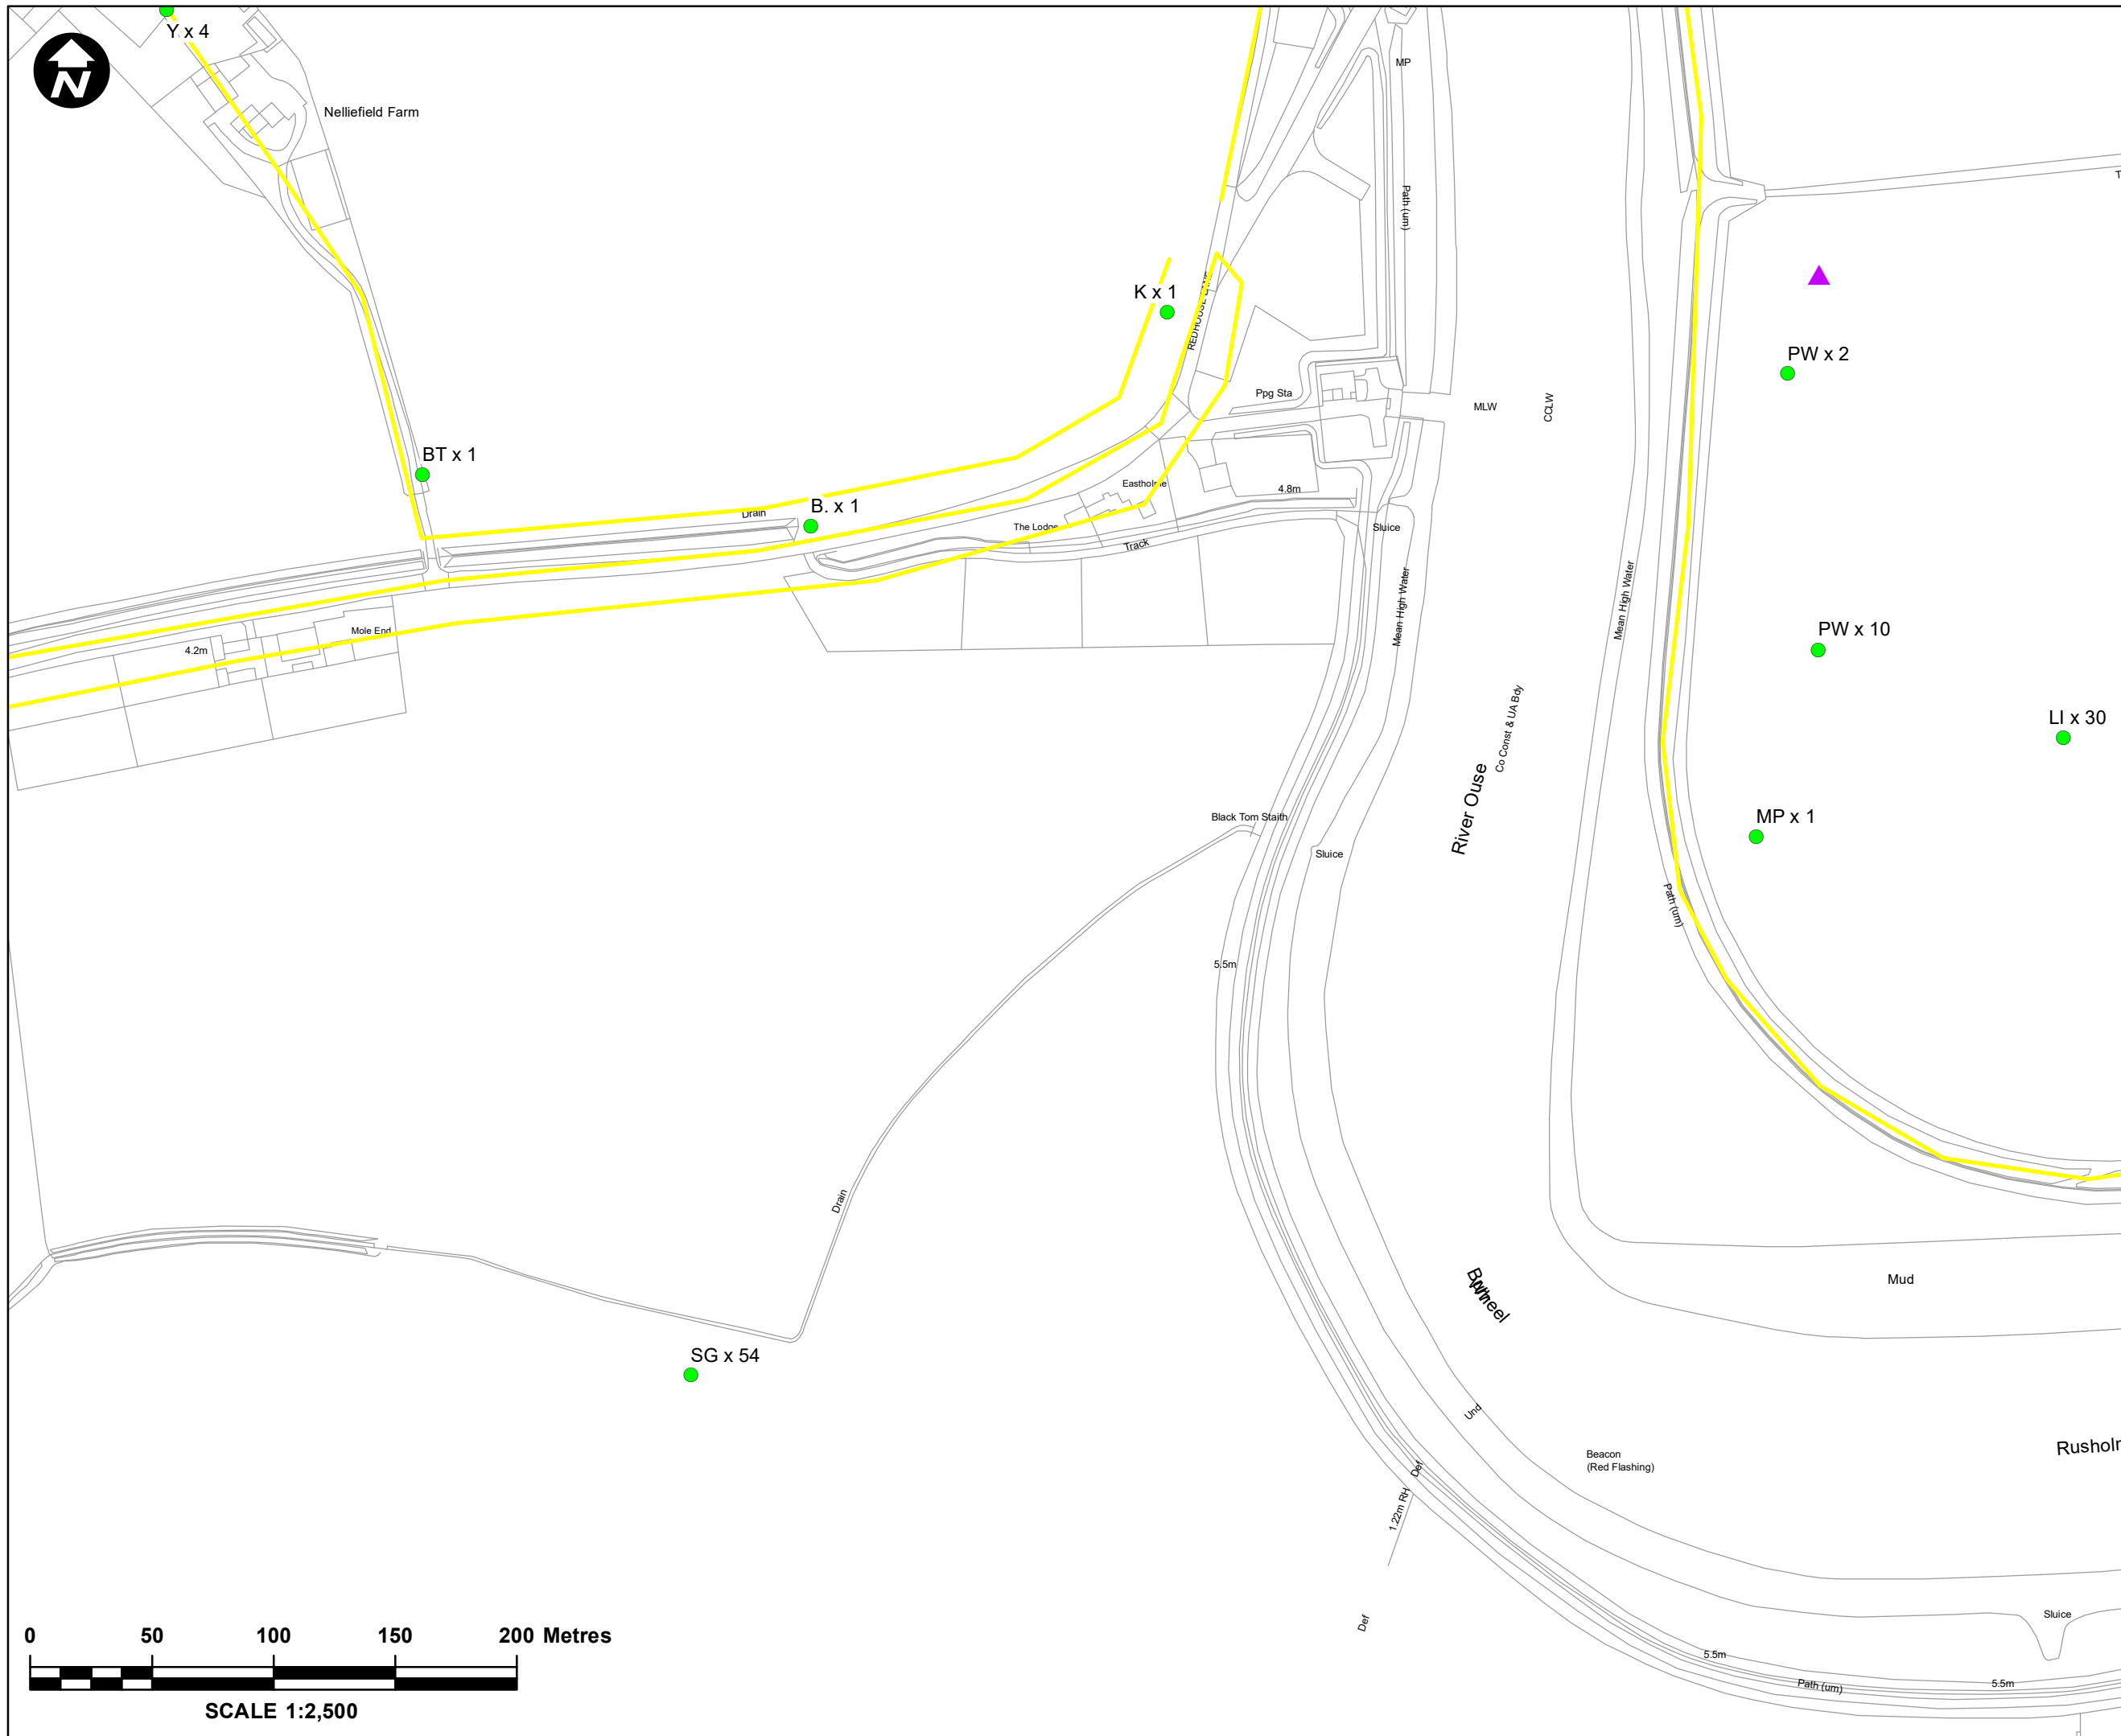 Y x 4
N
Nelliefield Farm
MP
Path (um)
K x 1
PW x 2
Ppg Sta
MLW
CCLW
BT x 1
Eastholme
4.8m
B. x 1
Drain
The Lodge
Sluice
Track
Mean High Water
Mean High Water
Mole End
4.2m
PW x 10
Co Const & UA Bdy
LI x 30
River Ouse
Black Tom Staith
MP x 1
Sluice
Path (um)
5.5m
Drain
Mud
Wheel
SG x 54
Und
Beacon
(Red Flashing)
Def
1.22m RH
Def
Sluice
0 50 100 150 200 Metres
5.5m
Path (um)
5.5m
SCALE 1:2,500